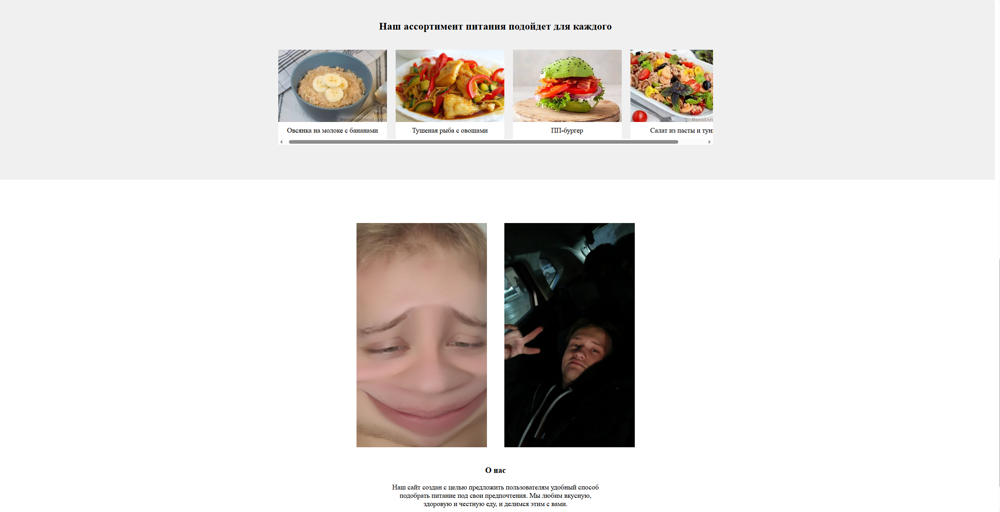 Наш ассортимент питания подойдет для каждого
RussianFood.com
Russian
Овсянка на молоке с бананами
Тушеная рыба с овощами
ПП-бургер
Салат из пасты и тун
О нас
Наш сайт создан с целью предложить пользователям удобный способ
подобрать питание под свои предпочтения. Мы любим вкусную,
здоровую и честную еду, и делимся этим с вами.